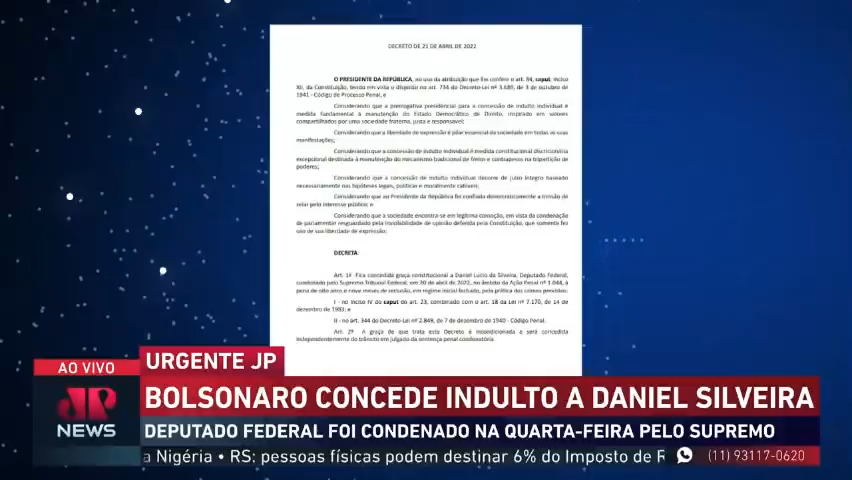 DECRETO DE 21 DE ABRIL DE 2022
O PRESIDENTE DA REPÚBLICA, no uso da atribuição que lhe confere o art. 84, caput, inciso
XII, da Constituição, tendo em vista o disposto no art. 734 do Decreto-Lei nº 3.689, de 3 de outubro de
1941 - Código de Processo Penal, e
Considerando que a prerrogativa presidencial para a concessão de indulto individual é
medida fundamental à manutenção do Estado Democrático de Direito, inspirado em valores
compartilhados por uma sociedade fraterna, justa e responsável;
Considerando que a liberdade de expressão é pilar essencial da sociedade em todas as suas
manifestações;
Considerando que a concessão de indulto individual é medida constitucional discricionária
excepcional destinada à manutenção do mecanismo tradicional de freios e contrapesos na tripartição de
poderes;
Considerando que a concessão de indulto individual decorre de juízo íntegro baseado
necessariamente nas hipóteses legais, políticas e moralmente cabíveis;
Considerando que ao Presidente da República foi confiada democraticamente a missão de
zelar pelo interesse público; e
Considerando que a sociedade encontra-se em legítima comoção, em vista da condenação
de parlamentar resguardado pela inviolabilidade de opinião deferida pela Constituição, que somente fez
uso de sua liberdade de expressão;
DECRETA:
Art. 1º Fica concedida graça constitucional a Daniel Lucio da Silveira, Deputado Federal,
condenado pelo Supremo Tribunal Federal, em 20 de abril de 2022, no âmbito da Ação Penal nº 1.044, à
pena de oito anos e nove meses de reclusão, em regime inicial fechado, pela prática dos crimes previstos:
I - no inciso IV do caput do art. 23, combinado com o art. 18 da Lei nº 7.170, de 14 de
dezembro de 1983; e
II - no art. 344 do Decreto-Lei nº 2.848, de 7 de dezembro de 1940 - Código Penal.
Art. 2º A graça de que trata este Decreto é incondicionada e será concedida
independentemente do trânsito em julgado da sentença penal condenatória.
AO VIVO
URGENTE JP
JP
NEWS
BOLSONARO CONCEDE INDULTO A DANIEL SILVEIRA
DEPUTADO FEDERAL FOI CONDENADO NA QUARTA-FEIRA PELO SUPREMO
a Nigéria • RS: pessoas físicas podem destinar 6% do Imposto de R
(11) 93117-0620